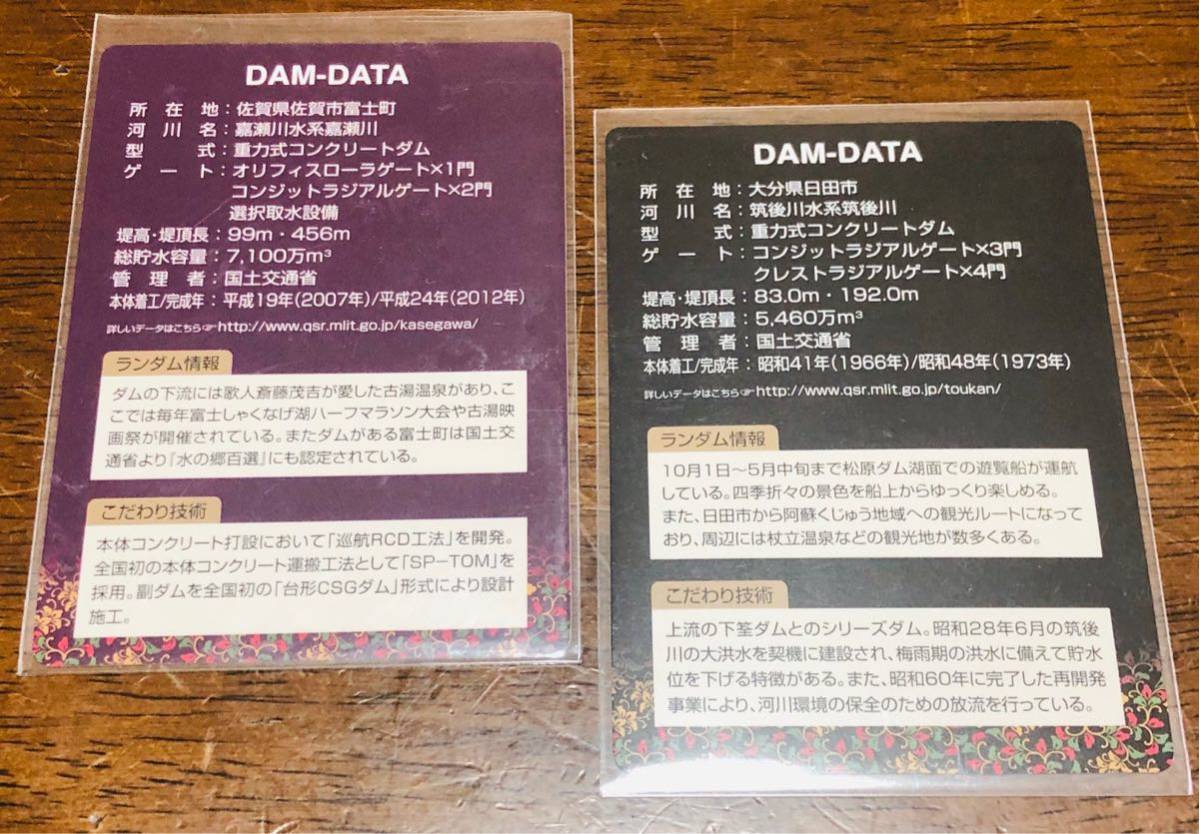 DAM-DATA
所在地：佐賀県佐賀市富士町
河川名：嘉瀬川水系嘉瀬川
型式：重力式コンクリートダム
ゲート：オリフィスローラゲート×1門
コンジットラジアルゲート×2門
選択取水設備
堤高・堤頂長：99m・456m
総貯水容量：7,100万m³
管理者：国土交通省
本体着工/完成年：平成19年(2007年)/平成24年(2012年)
詳しいデータはこちら☞http://www.qsr.mlit.go.jp/kasegawa/
ランダム情報
ダムの下流には歌人斎藤茂吉が愛した古湯温泉があり、こ
こでは毎年富士しゃくなげ湖ハーフマラソン大会や古湯映
画祭が開催されている。またダムがある富士町は国土交
通省より『水の郷百選』にも認定されている。
こだわり技術
本体コンクリート打設において「巡航RCD工法」を開発。
全国初の本体コンクリート運搬工法として「SP-TOM」を
採用。副ダムを全国初の「台形CSGダム」形式により設計
施工。
DAM-DATA
所在地：大分県日田市
河川名：筑後川水系筑後川
型式：重力式コンクリートダム
ゲート：コンジットラジアルゲート×3門
クレストラジアルゲート×4門
堤高・堤頂長：83.0m・192.0m
総貯水容量：5,460万m³
管理者：国土交通省
本体着工/完成年：昭和41年(1966年)/昭和48年(1973年)
詳しいデータはこちら☞http://www.qsr.mlit.go.jp/toukan/
ランダム情報
10月1日～5月中旬まで松原ダム湖面での遊覧船が運航
している。四季折々の景色を船上からゆっくり楽しめる。
また、日田市から阿蘇くじゅう地域への観光ルートになって
おり、周辺には杖立温泉などの観光地が数多くある。
こだわり技術
上流の下筌ダムとのシリーズダム。昭和28年6月の筑後
川の大洪水を契機に建設され、梅雨期の洪水に備えて貯水
位を下げる特徴がある。また、昭和60年に完了した再開発
事業により、河川環境の保全のための放流を行っている。